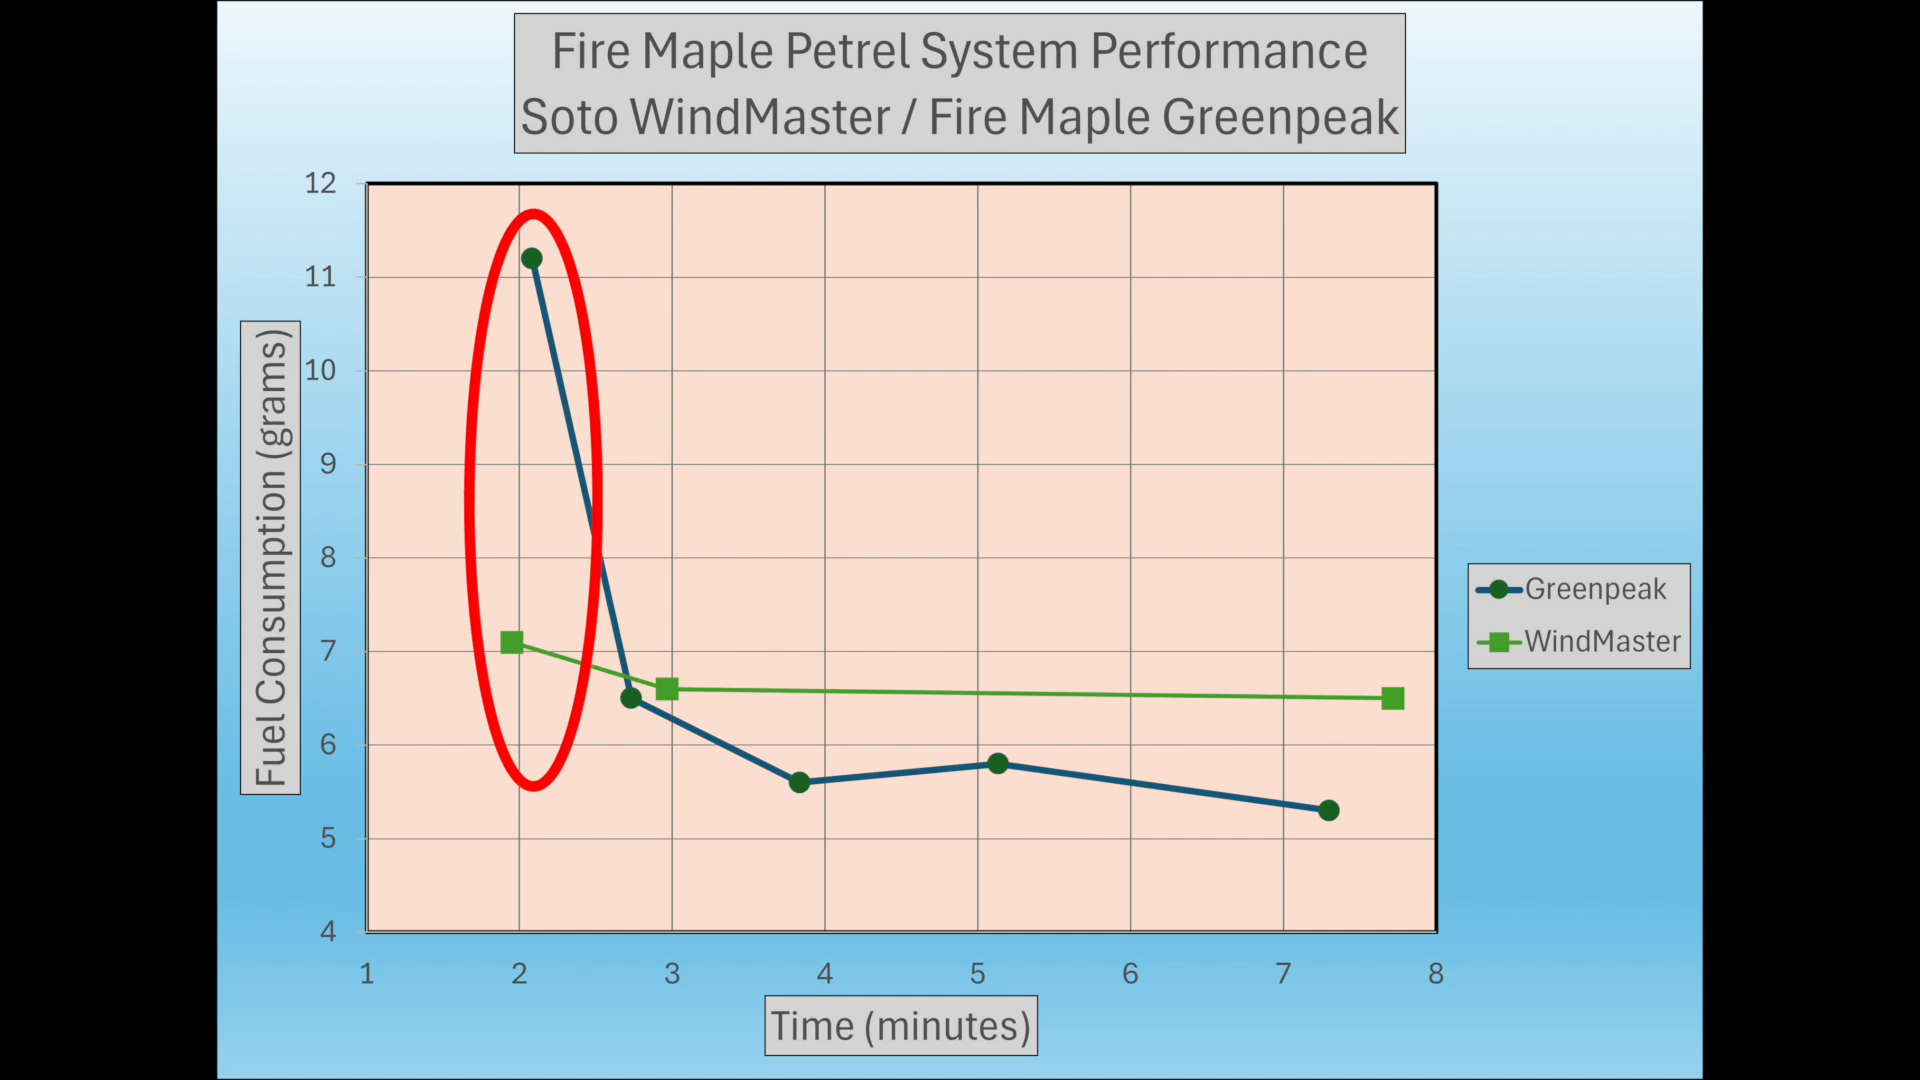 Fire Maple Petrel System Performance
Soto WindMaster / Fire Maple Greenpeak
12
11
10
9
8
7
6
5
4
Fuel Consumption (grams)
1 2 3 4 5 6 7 8
Time (minutes)
Greenpeak
WindMaster